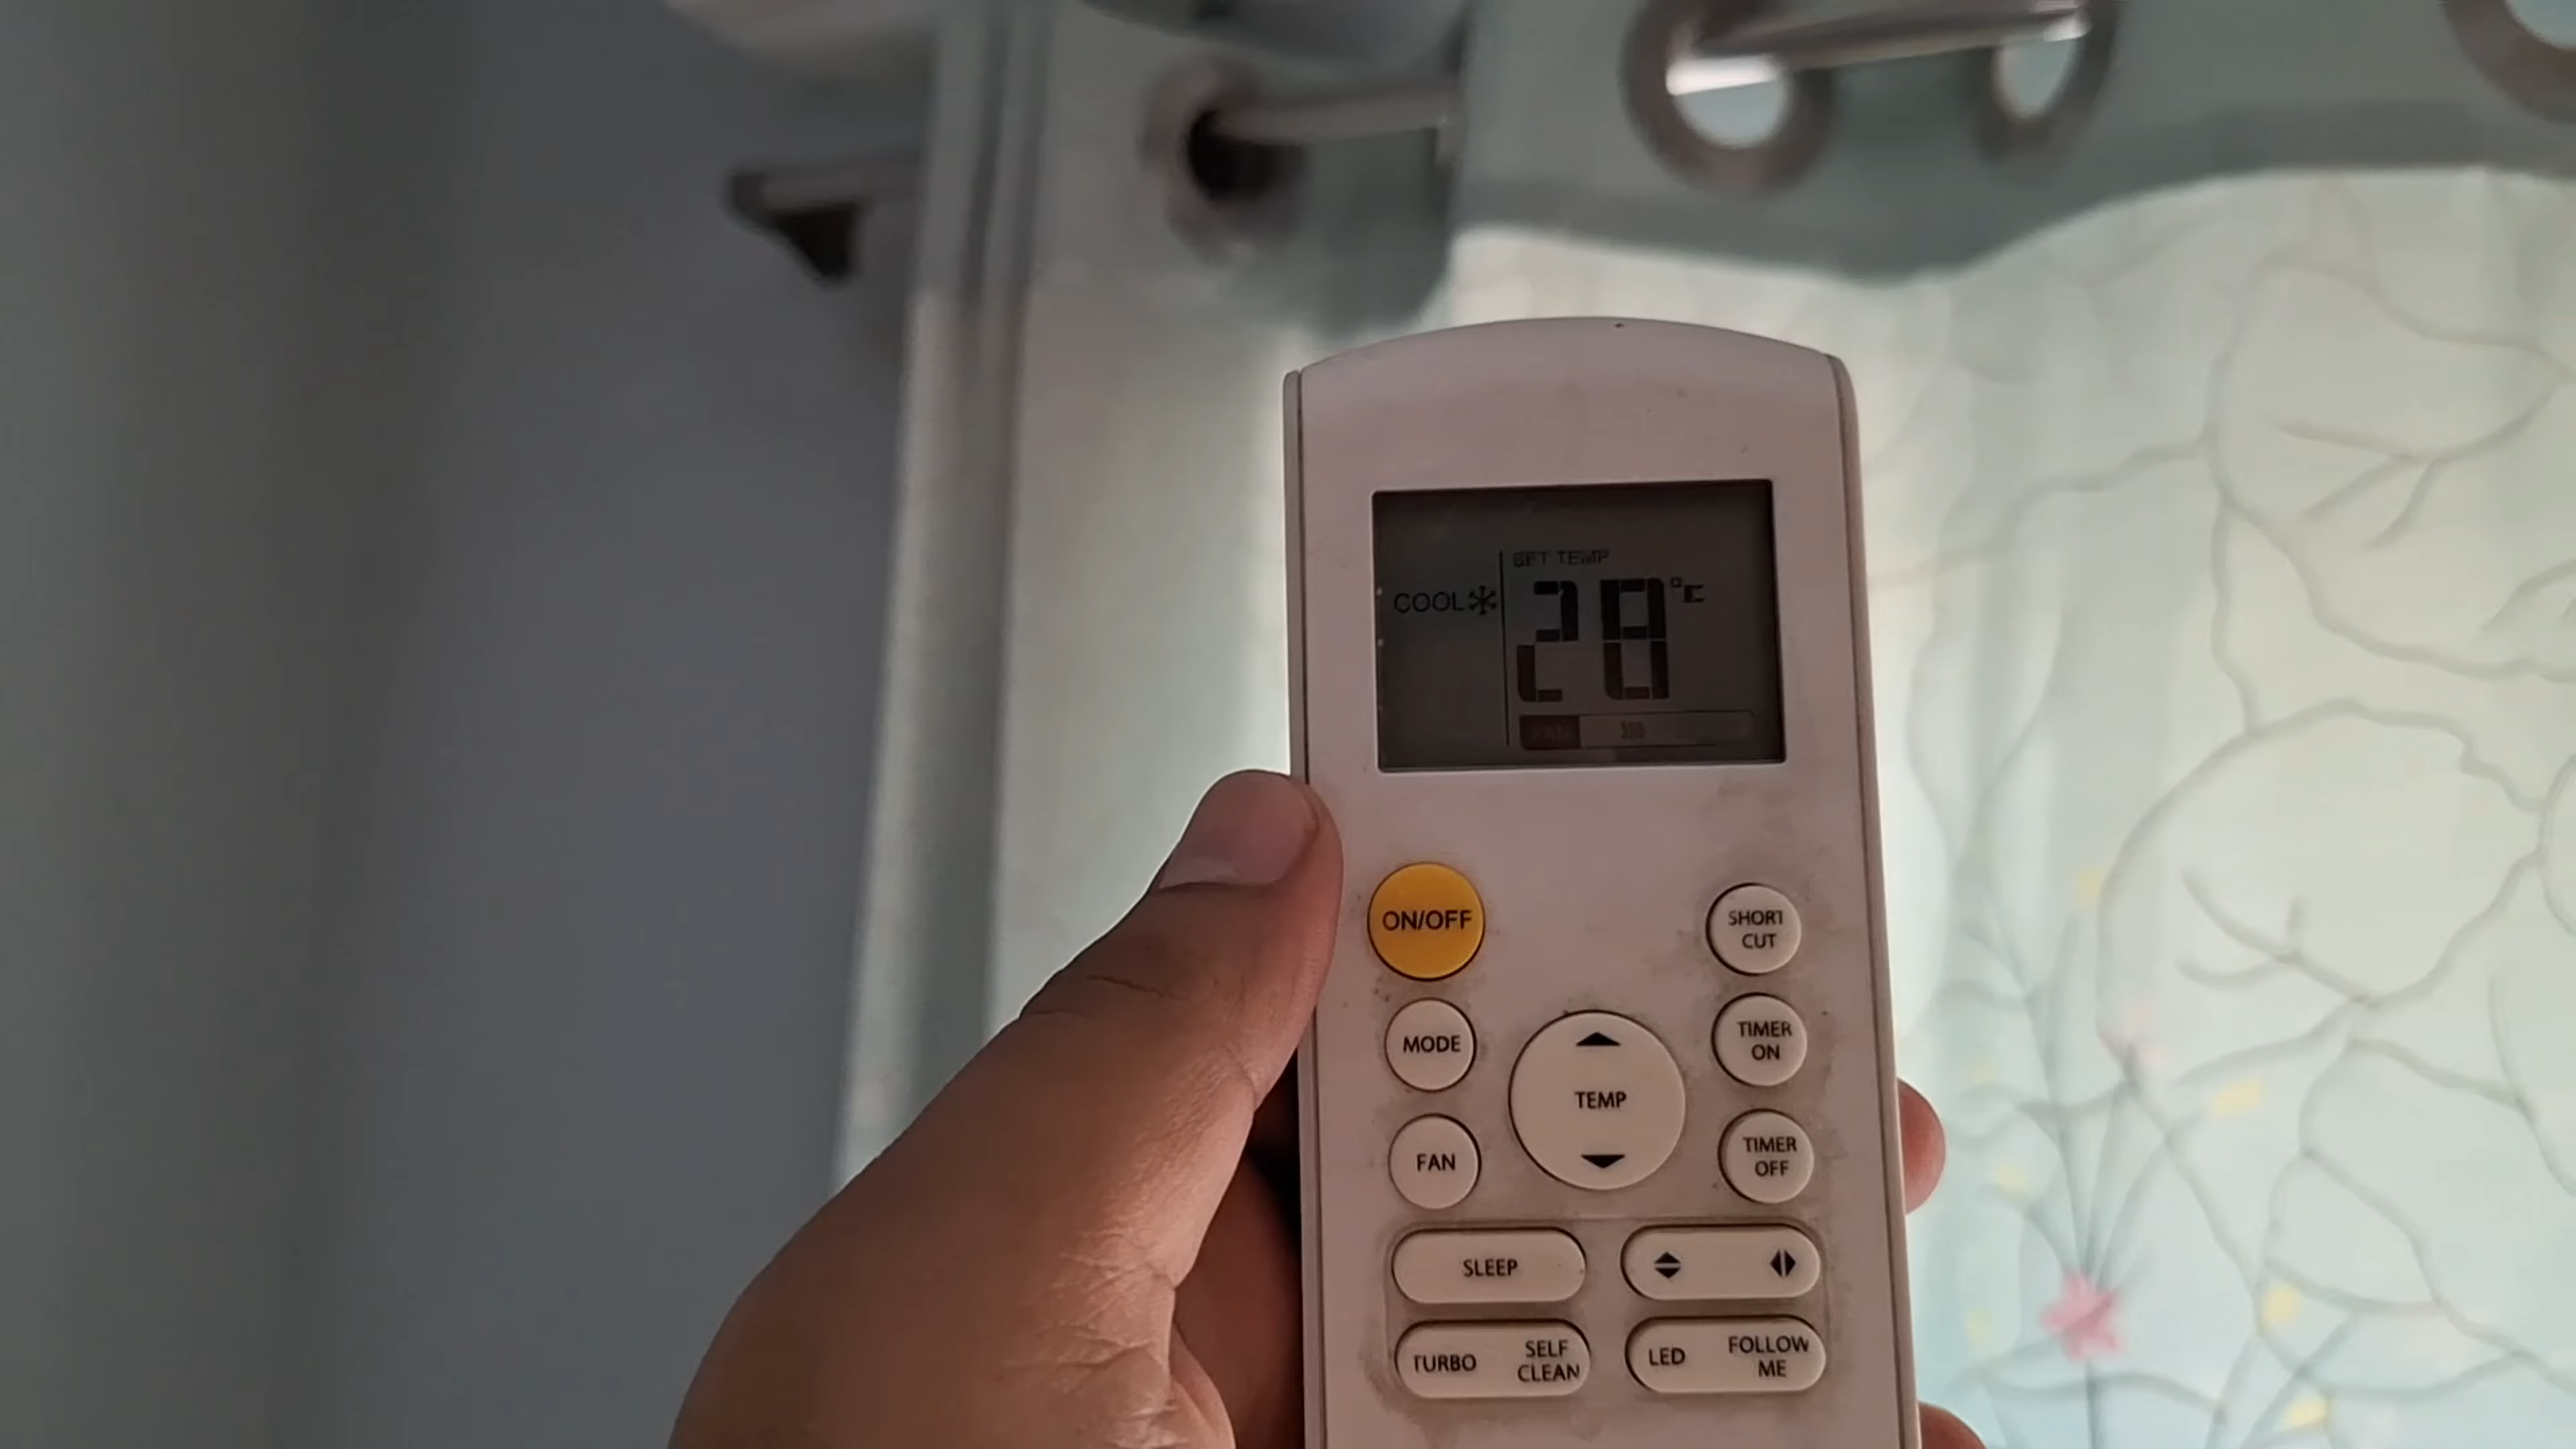 SET TEMP
COOL 28°C
ON/OFF
SHORT
CUT
MODE
TEMP
TIMER
ON
FAN
TIMER
OFF
SLEEP
TURBO
SELF
CLEAN
LED
FOLLOW
ME